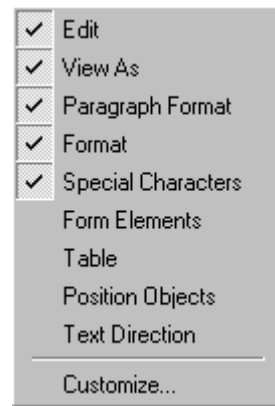 Edit
View As
Paragraph Format
Format
Special Characters
Form Elements
Table
Position Objects
Text Direction
Customize...